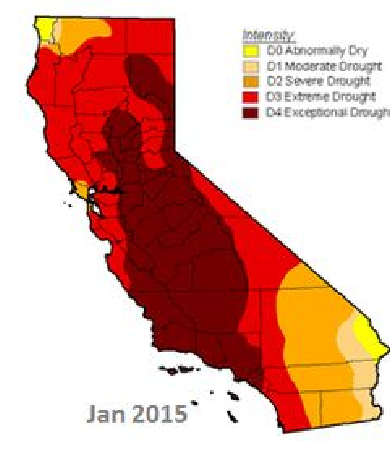 Intensity:
D0 Abnormally Dry
D1 Moderate Drought
D2 Severe Drought
D3 Extreme Drought
D4 Exceptional Drough
Jan 2015